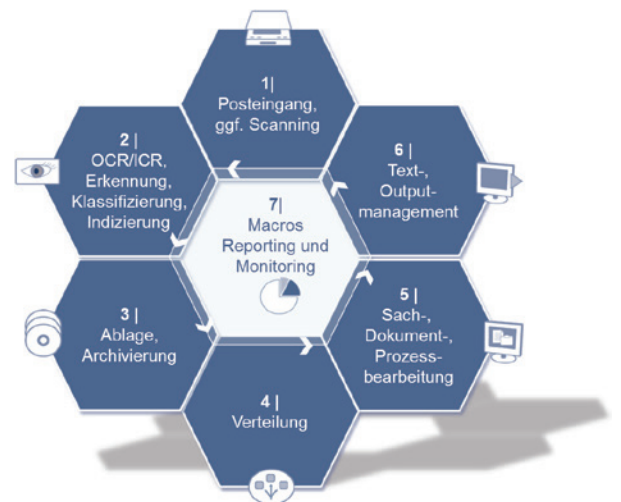 1|
Posteingang,
ggf. Scanning
2 |
OCR/ICR,
Erkennung,
Klassifizierung,
Indizierung
3 |
Ablage,
Archivierung
4 |
Verteilung
5 |
Sach-,
Dokument-,
Prozess-
bearbeitung
6 |
Text-,
Output-
management
7|
Macros
Reporting und
Monitoring